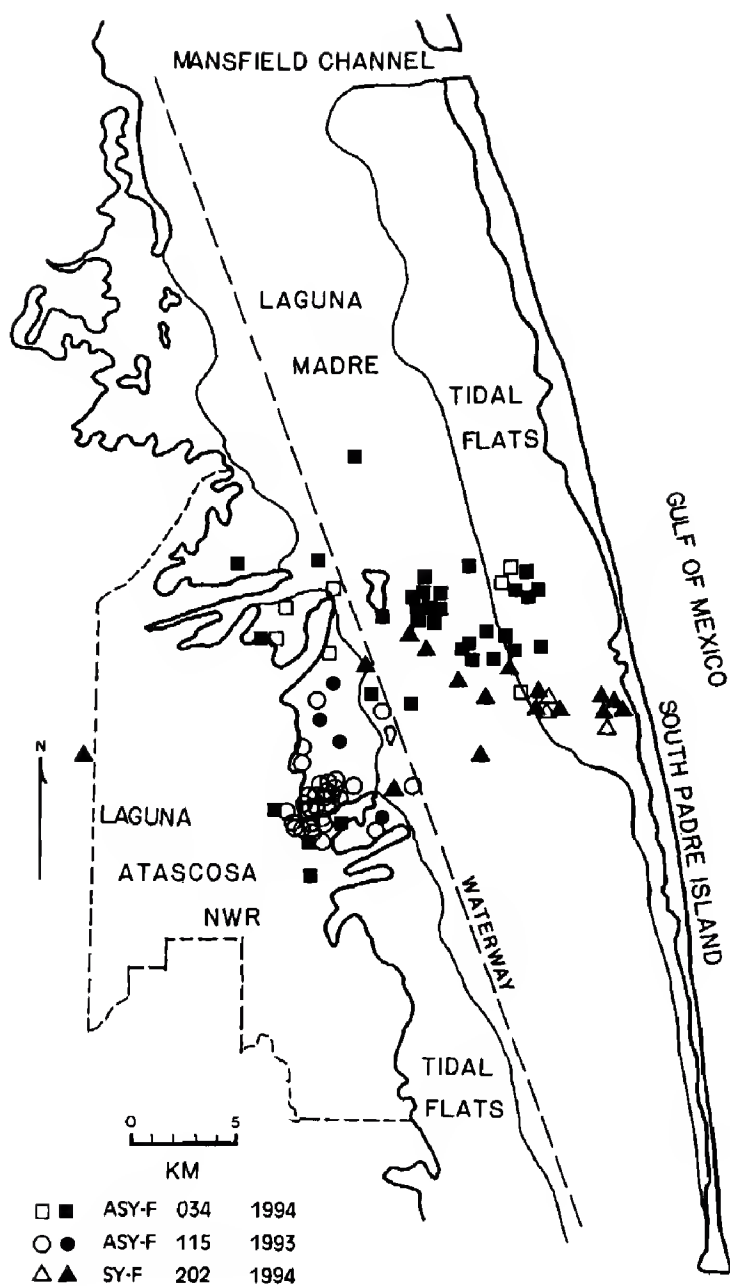 MANSFIELD CHANNEL
LAGUNA
MADRE
TIDAL
FLATS
GULF OF MEXICO
SOUTH PADRE ISLAND
N
LAGUNA
ATASCOSA
NWR
WATERWAY
TIDAL
FLATS
0 5
KM
ASY-F 034 1994
ASY-F 115 1993
SY-F 202 1994